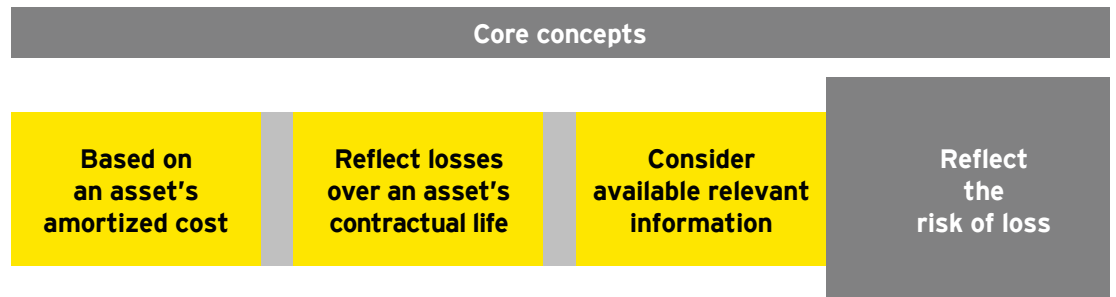 Core concepts
Based on
an asset's
amortized cost
Reflect losses
over an asset's
contractual life
Consider
available relevant
information
Reflect
the
risk of loss